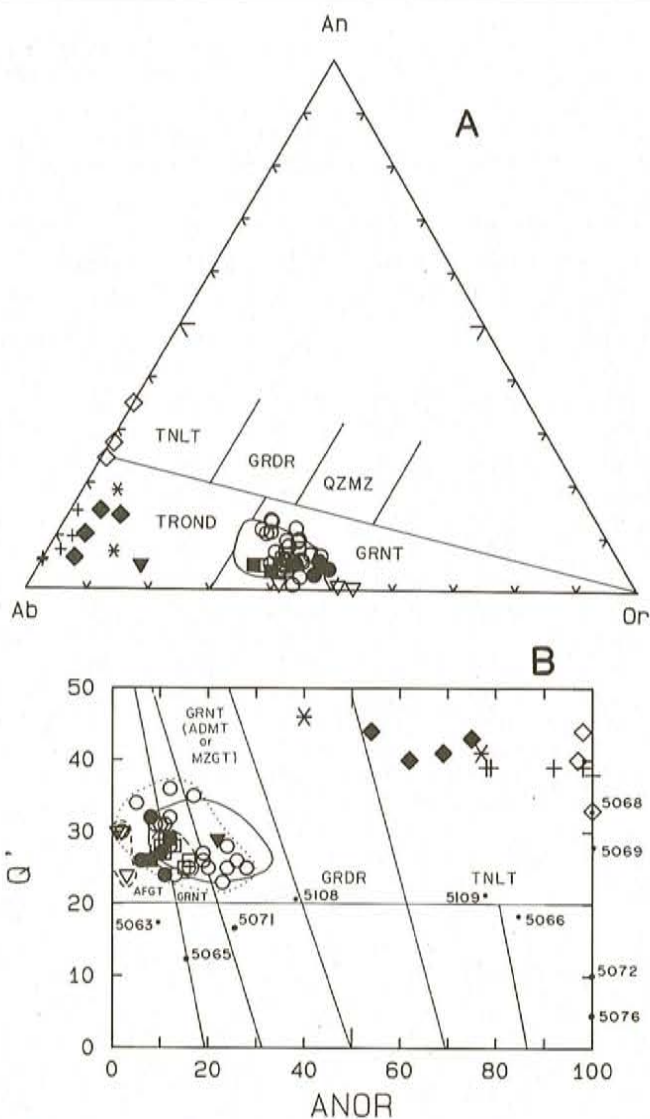 An
A
TNLT
GRDR
QZMZ
TROND
GRNT
Ab
Or
B
50
GRNT
(ADMT
or
MZGT)
40
5068
30
5069
Q'
AFGT
GRNT
5108
GRDR
5109
TNLT
20
5063
5071
5066
5065
10
5072
5076
0
0 20 40 60 80 100
ANOR